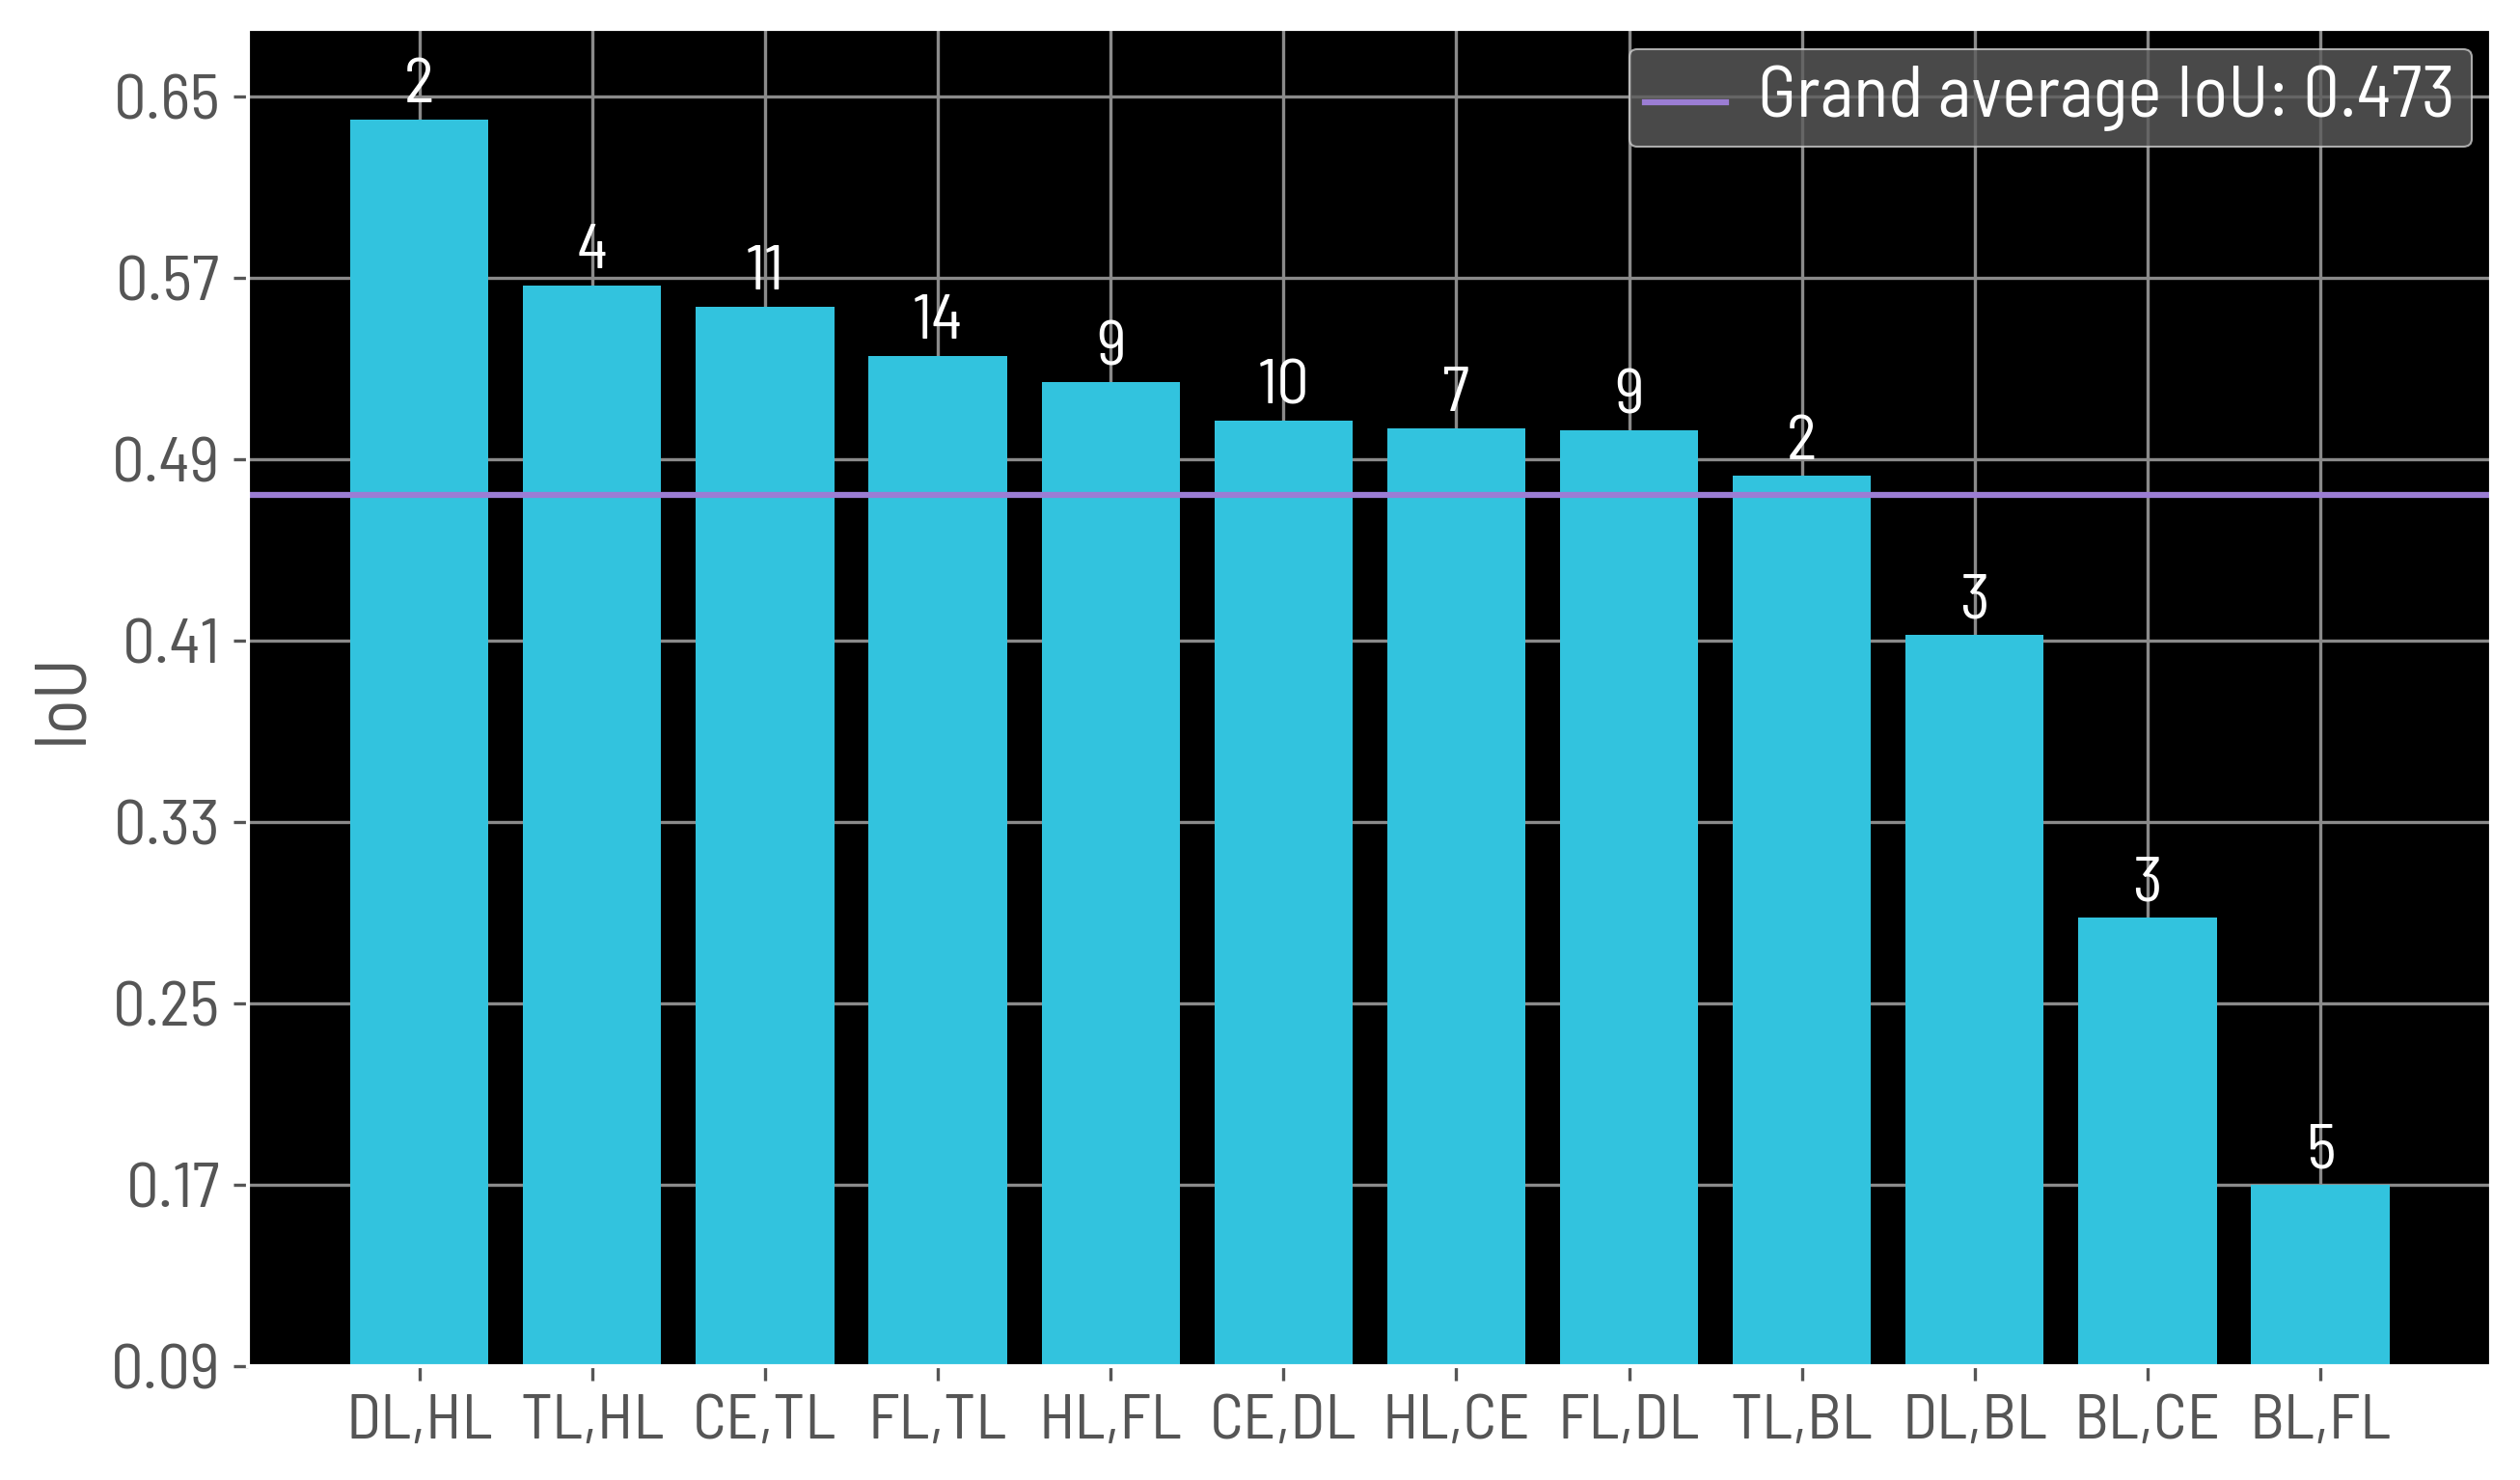 Grand average IoU: 0.473
IoU
0.65
0.57
0.49
0.41
0.33
0.25
0.17
0.09
2
4
11
14
9
10
7
9
2
3
3
5
DL,HL
TL,HL
CE,TL
FL,TL
HL,FL
CE,DL
HL,CE
FL,DL
TL,BL
DL,BL
BL,CE
BL,FL